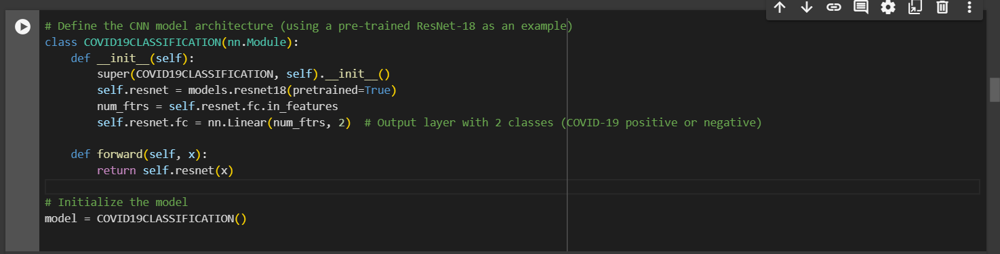 # Define the CNN model architecture (using a pre-trained ResNet-18 as an example)
class COVID19CLASSIFICATION(nn.Module):
    def __init__(self):
        super(COVID19CLASSIFICATION, self).__init__()
        self.resnet = models.resnet18(pretrained=True)
        num_ftrs = self.resnet.fc.in_features
        self.resnet.fc = nn.Linear(num_ftrs, 2)  # Output layer with 2 classes (COVID-19 positive or negative)

    def forward(self, x):
        return self.resnet(x)

# Initialize the model
model = COVID19CLASSIFICATION()